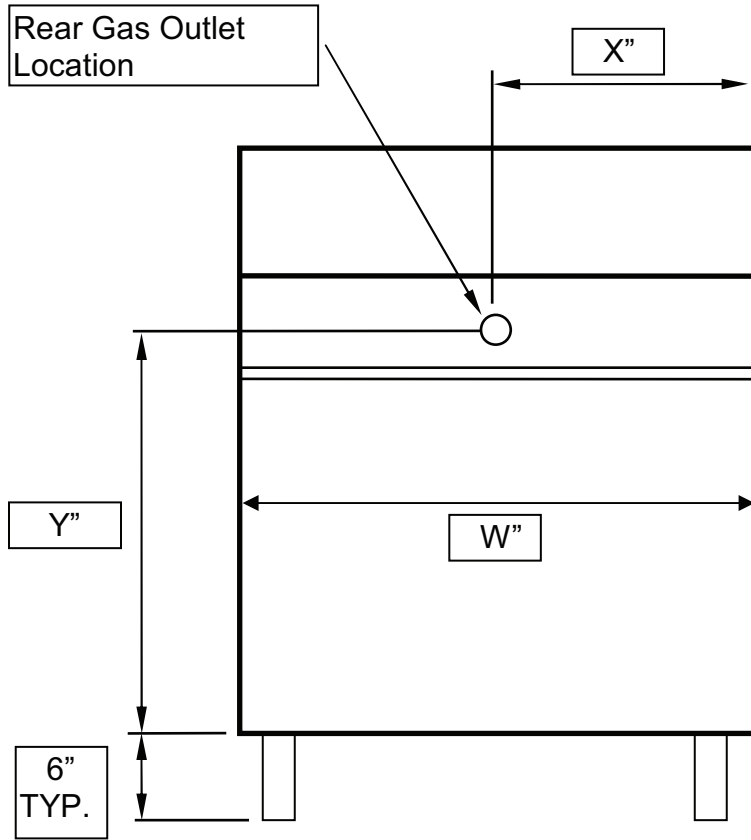 Rear Gas Outlet
Location
X”
Y”
W”
6”
TYP.